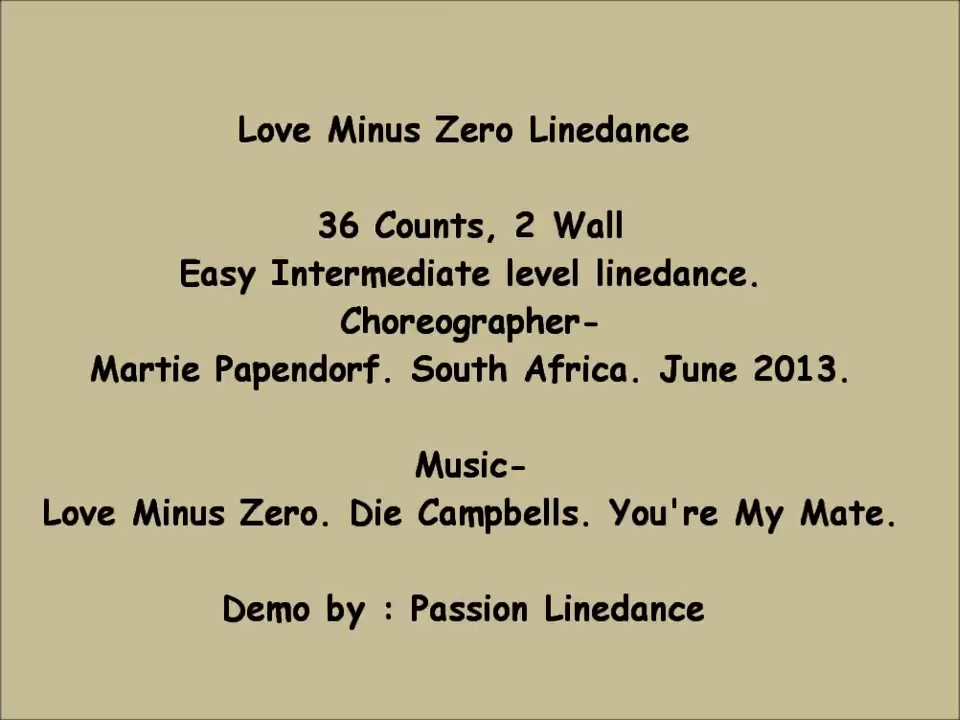 Love Minus Zero Linedance
36 Counts, 2 Wall
Easy Intermediate level linedance.
Choreographer-
Martie Papendorf. South Africa. June 2013.
Music-
Love Minus Zero. Die Campbells. You're My Mate.
Demo by : Passion Linedance